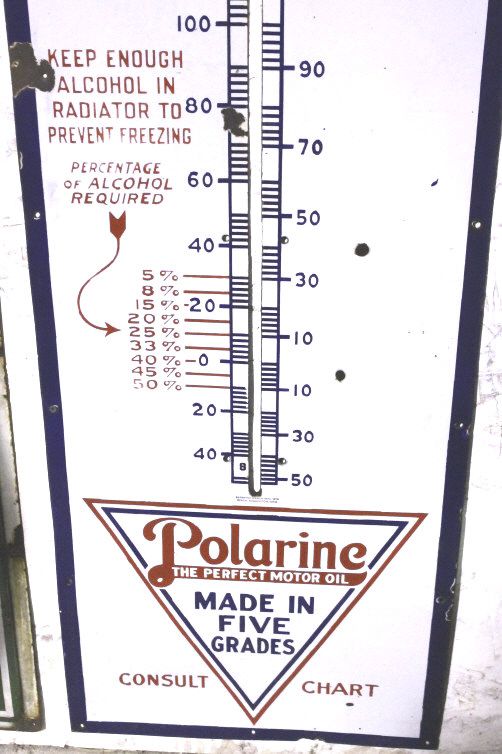 100
90
KEEP ENOUGH
ALCOHOL IN
RADIATOR TO
PREVENT FREEZING
80
70
PERCENTAGE
OF ALCOHOL
REQUIRED
60
50
40
30
5%
8%
15% 20
20%
10
25%
33%
40% 0
45%
50%
10
20
30
40
B
50
Polarine
THE PERFECT MOTOR OIL
MADE IN
FIVE
GRADES
CONSULT CHART